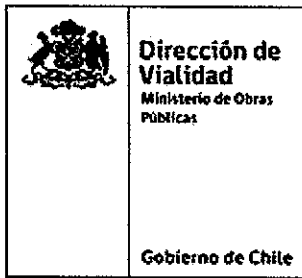 Dirección de
Vialidad
Ministerio de Obras
Públicas
Gobierno de Chile